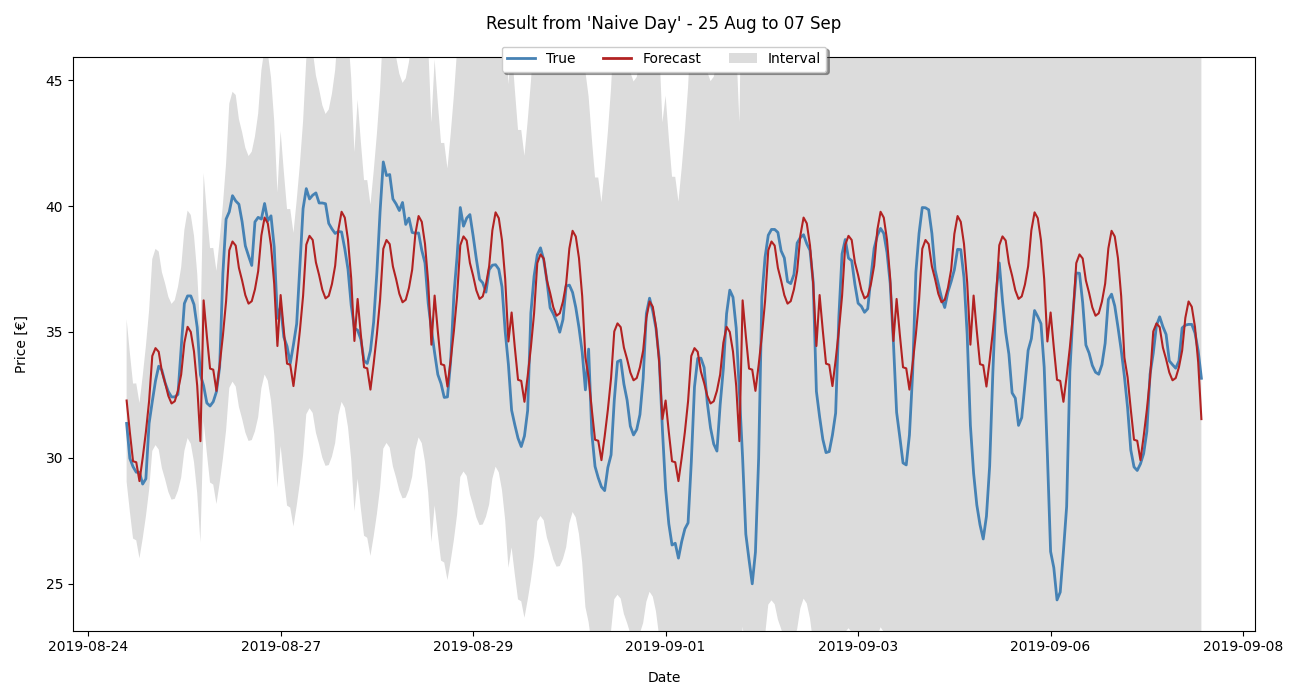 Result from 'Naive Day' - 25 Aug to 07 Sep
True Forecast Interval
45
40
35
30
25
Price [€]
2019-08-24 2019-08-27 2019-08-29 2019-09-01 2019-09-03 2019-09-06 2019-09-08
Date